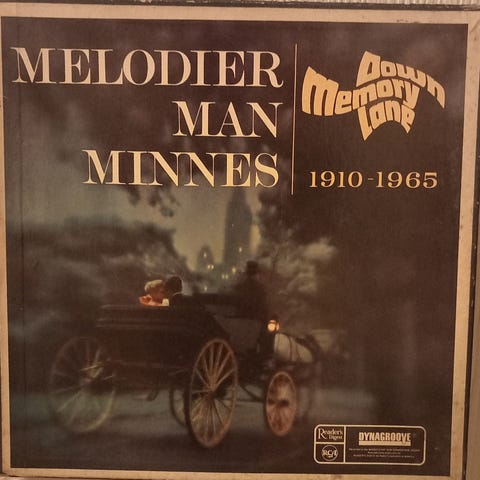 MELODIER
MAN
MINNES
Down
Memory
Lane
1910-1965
Reader's
Digest
RCA
DYNAGROOVE